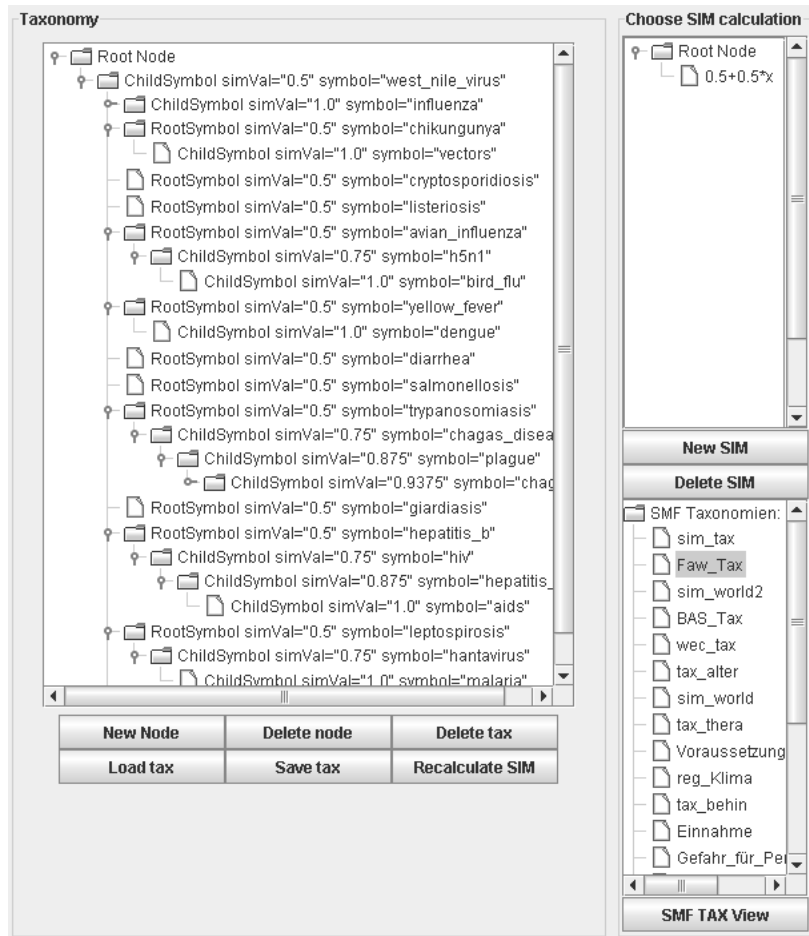 Taxonomy
Root Node
ChildSymbol simVal="0.5" symbol="west_nile_virus"
ChildSymbol simVal="1.0" symbol="influenza"
RootSymbol simVal="0.5" symbol="chikungunya"
ChildSymbol simVal="1.0" symbol="vectors"
RootSymbol simVal="0.5" symbol="cryptosporidiosis"
RootSymbol simVal="0.5" symbol="listeriosis"
RootSymbol simVal="0.5" symbol="avian_influenza"
ChildSymbol simVal="0.75" symbol="h5n1"
ChildSymbol simVal="1.0" symbol="bird_flu"
RootSymbol simVal="0.5" symbol="yellow_fever"
ChildSymbol simVal="1.0" symbol="dengue"
RootSymbol simVal="0.5" symbol="diarrhea"
RootSymbol simVal="0.5" symbol="salmonellosis"
RootSymbol simVal="0.5" symbol="trypanosomiasis"
ChildSymbol simVal="0.75" symbol="chagas_disea
ChildSymbol simVal="0.875" symbol="plague"
ChildSymbol simVal="0.9375" symbol="chag
RootSymbol simVal="0.5" symbol="giardiasis"
RootSymbol simVal="0.5" symbol="hepatitis_b"
ChildSymbol simVal="0.75" symbol="hiv"
ChildSymbol simVal="0.875" symbol="hepatitis_
ChildSymbol simVal="1.0" symbol="aids"
RootSymbol simVal="0.5" symbol="leptospirosis"
ChildSymbol simVal="0.75" symbol="hantavirus"
ChildSymbol simVal="1.0" symbol="malaria"
New Node
Delete node
Delete tax
Load tax
Save tax
Recalculate SIM
Choose SIM calculation
Root Node
0.5+0.5*x
New SIM
Delete SIM
SMF Taxonomien:
sim_tax
Faw_Tax
sim_world2
BAS_Tax
wec_tax
tax_alter
sim_world
tax_thera
Voraussetzung
reg_Klima
tax_behin
Einnahme
Gefahr_für_Per
SMF TAX View